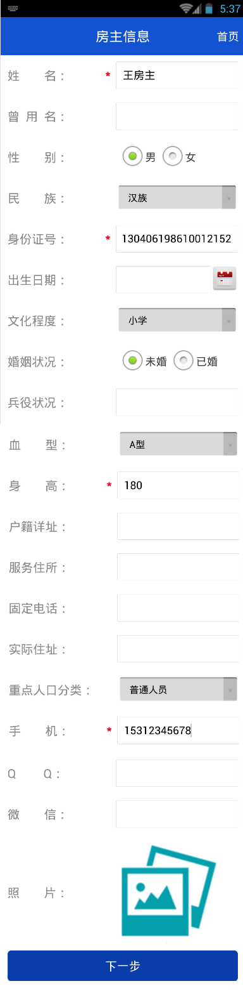 5:37
房主信息 首页
姓 名： * 王房主
曾 用 名：
性 别： 男 女
民 族： 汉族
身份证号： * 130406198610012152
出生日期：
文化程度： 小学
婚姻状况： 未婚 已婚
兵役状况：
血 型： A型
身 高： * 180
户籍详址：
服务住所：
固定电话：
实际住址：
重点人口分类： 普通人员
手 机： * 15312345678
Q Q：
微 信：
照 片：
下一步